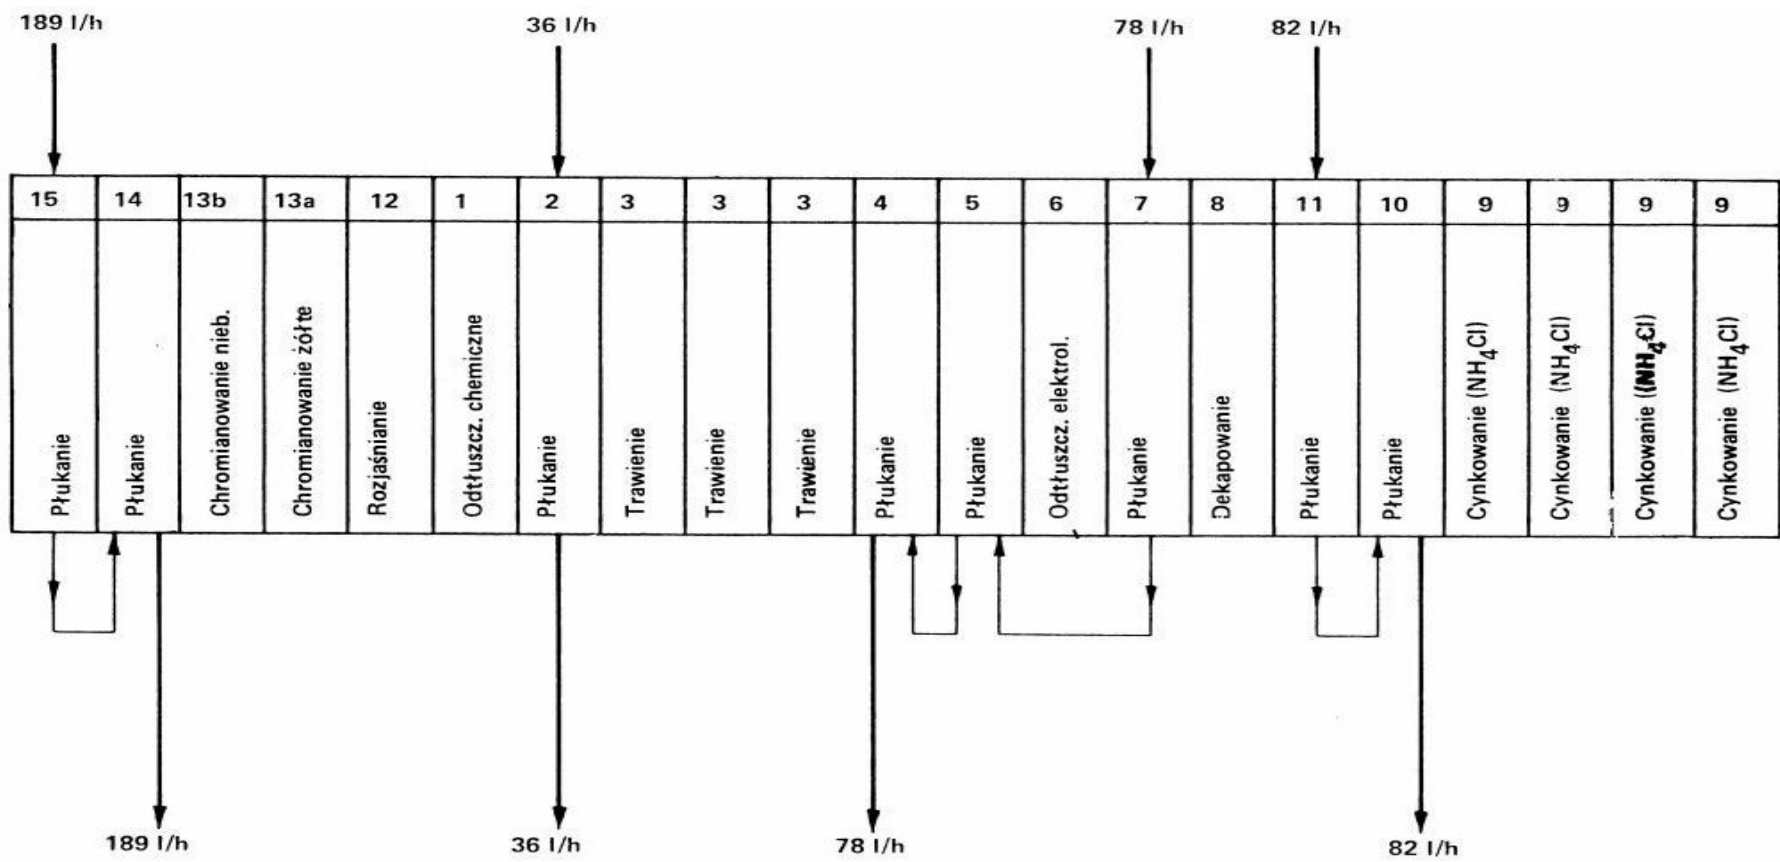 189 l/h
36 l/h
78 l/h
82 l/h
15
14
13b
13a
12
1
2
3
3
3
4
5
6
7
8
11
10
9
9
9
9
Płukanie
Płukanie
Chromianowanie nieb.
Chromianowanie żółte
Rozjaśnianie
Odtłuszcz. chemiczne
Płukanie
Trawienie
Trawienie
Trawienie
Płukanie
Płukanie
Odtłuszcz. elektrol.
Płukanie
Dekapowanie
Płukanie
Płukanie
Cynkowanie (NH4Cl)
Cynkowanie (NH4Cl)
Cynkowanie (NH4Cl)
Cynkowanie (NH4Cl)
189 l/h
36 l/h
78 l/h
82 l/h